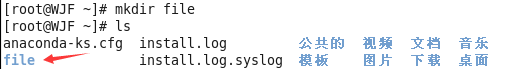 [root@WJF ~]# mkdir file
[root@WJF ~]# ls
anaconda-ks.cfg  install.log         公共的  视频  文档  音乐
file             install.log.syslog  模板    图片  下载  桌面